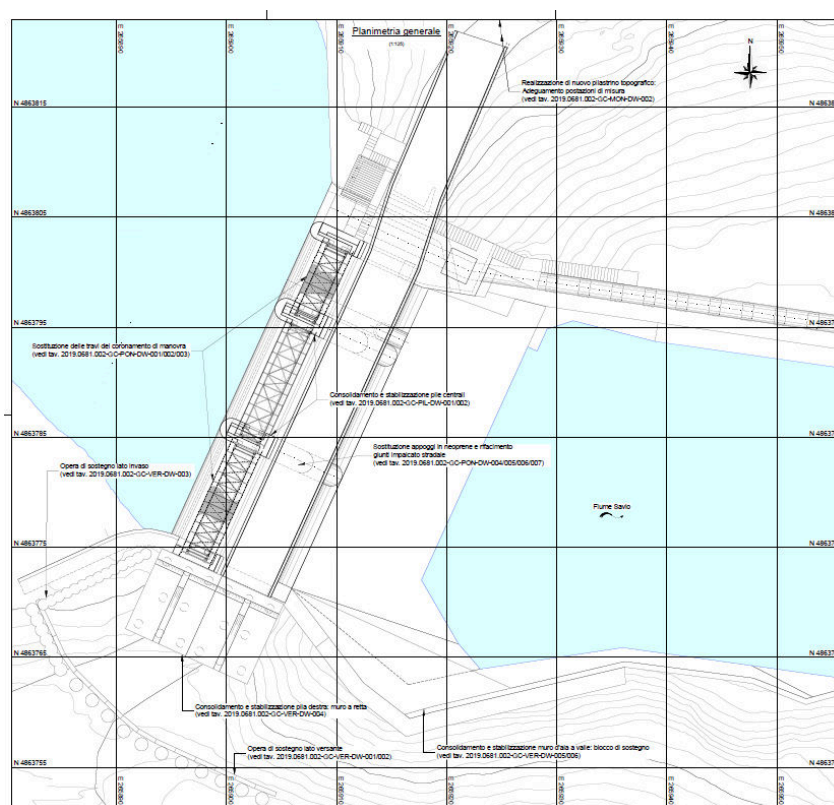 Planimetria generale
N
Realizzazione di nuovo pilastrino topografico:
Adeguamento postazioni di misura
(vedi tav. 2019.0681.002-GC-MON-DW-002)
N 4863815
N 4863805
N 4863795
Sostituzione delle travi del coronamento di manovra
(vedi tav. 2019.0681.002-GC-PON-DW-001/002/003)
Consolidamento e stabilizzazione pile centrali
(vedi tav. 2019.0681.002-GC-PIL-DW-001/002)
N 4863785
Sostituzione appoggi in neoprene e rifacimento
giunti impalcato stradale
(vedi tav. 2019.0681.002-GC-PON-DW-004/005/006/007)
Opera di sostegno lato invaso
(vedi tav. 2019.0681.002-GC-VER-DW-003)
Fiume Savio
N 4863775
N 4863765
Consolidamento e stabilizzazione pila destra: muro a retta
(vedi tav. 2019.0681.002-GC-VER-DW-004)
Opera di sostegno lato versante
(vedi tav. 2019.0681.002-GC-VER-DW-001/002)
Consolidamento e stabilizzazione muro d'ala a valle: blocco di sostegno
(vedi tav. 2019.0681.002-GC-VER-DW-005/006)
N 4863755